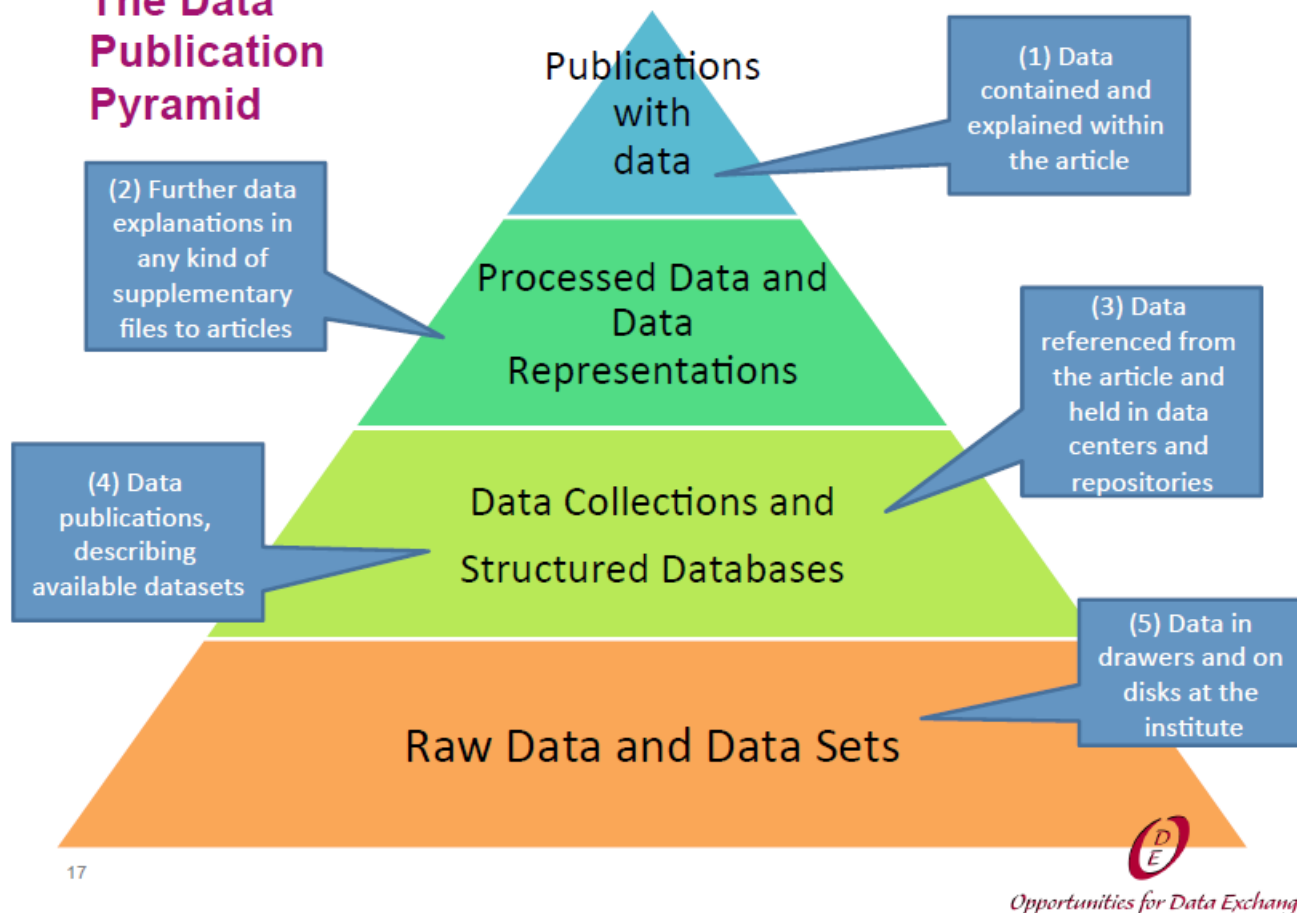 The Data
Publication
Pyramid
Publications
with
data
(1) Data
contained and
explained within
the article
(2) Further data
explanations in
any kind of
supplementary
files to articles
Processed Data and
Data
Representations
(3) Data
referenced from
the article and
held in data
centers and
repositories
(4) Data
publications,
describing
available datasets
Data Collections and
Structured Databases
(5) Data in
drawers and on
disks at the
institute
Raw Data and Data Sets
17
ODE
Opportunities for Data Exchang